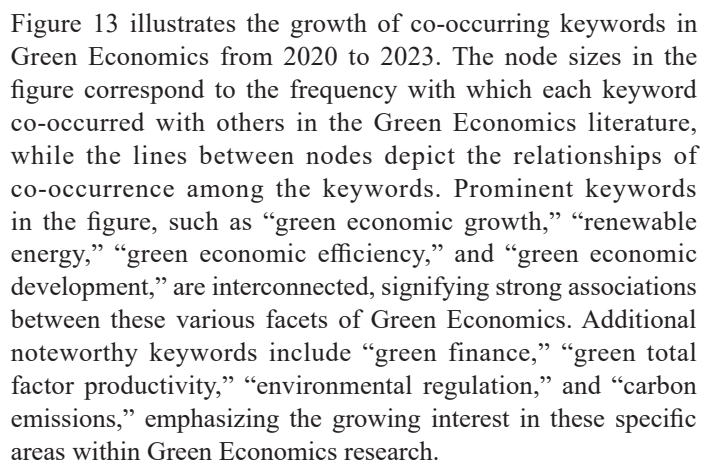 Figure 13 illustrates the growth of co-occurring keywords in
Green Economics from 2020 to 2023. The node sizes in the
figure correspond to the frequency with which each keyword
co-occurred with others in the Green Economics literature,
while the lines between nodes depict the relationships of
co-occurrence among the keywords. Prominent keywords
in the figure, such as “green economic growth,” “renewable
energy,” “green economic efficiency,” and “green economic
development,” are interconnected, signifying strong associations
between these various facets of Green Economics. Additional
noteworthy keywords include “green finance,” “green total
factor productivity,” “environmental regulation,” and “carbon
emissions,” emphasizing the growing interest in these specific
areas within Green Economics research.